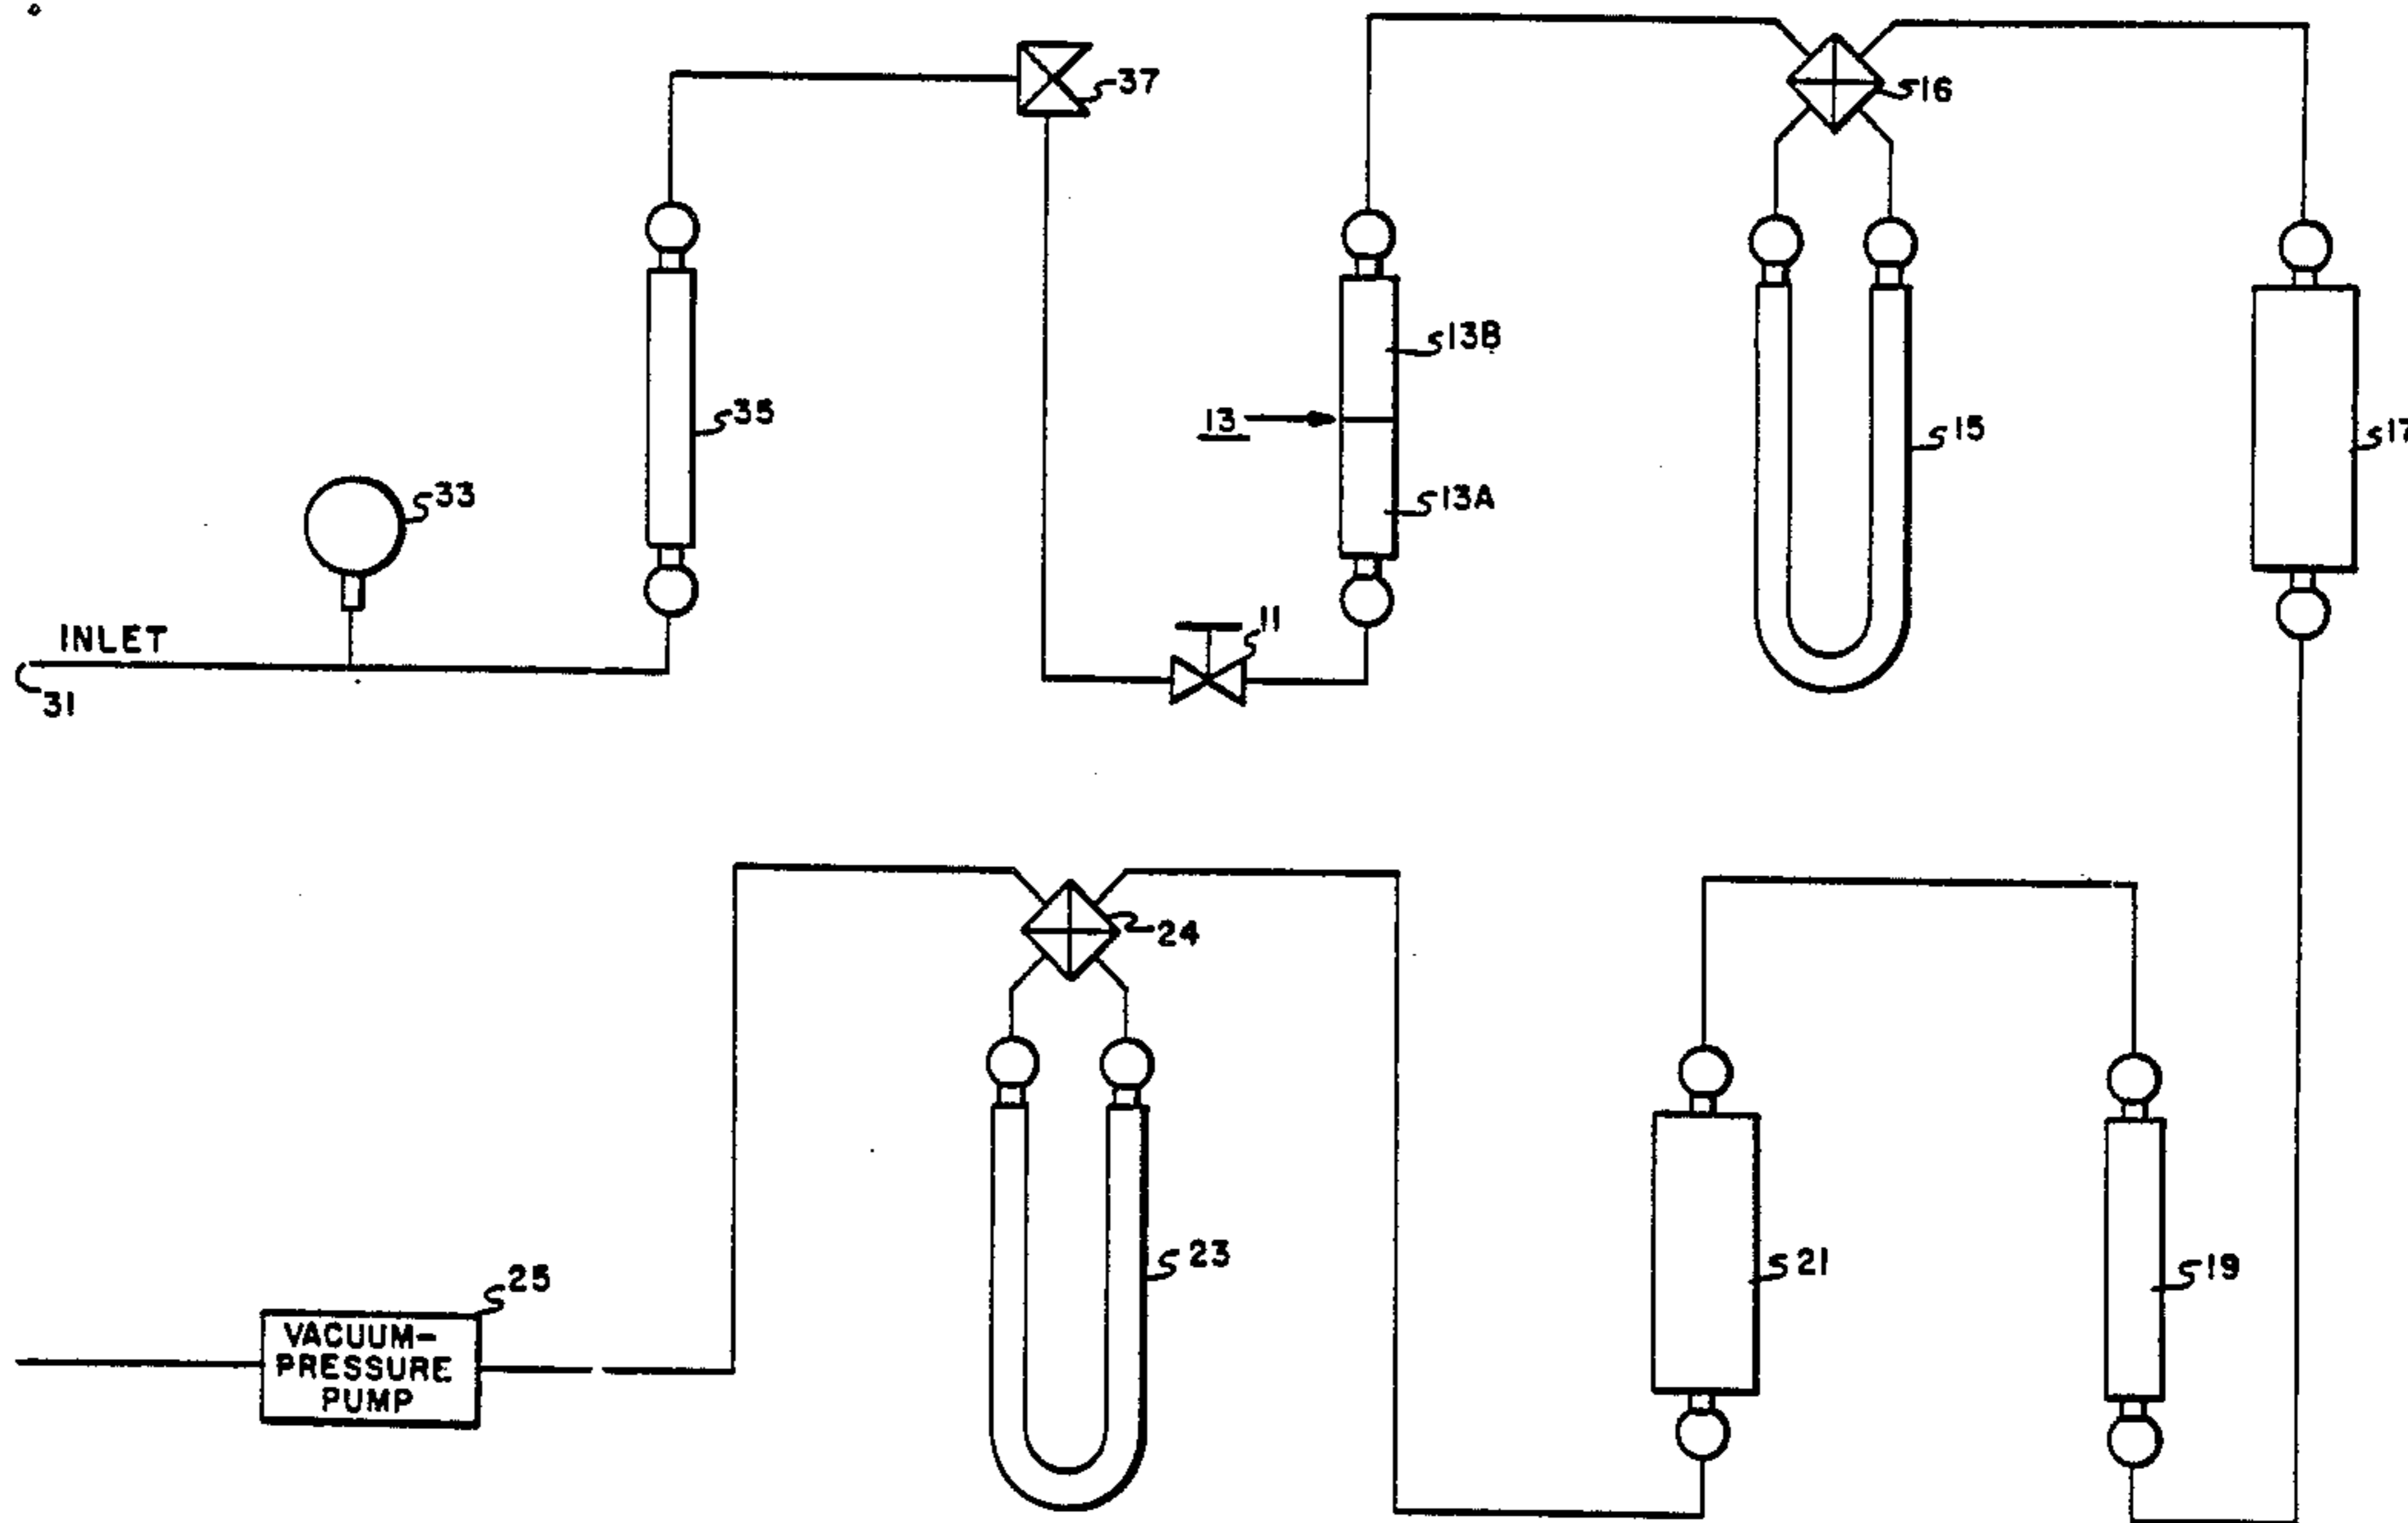 37
16
13B
35
13
15
17
33
13A
INLET
11
31
24
23
21
19
25
VACUUM-
PRESSURE
PUMP